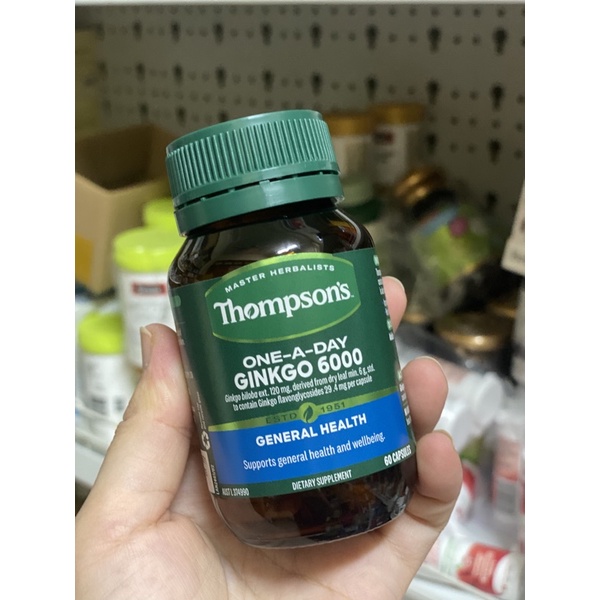 MASTER HERBALISTS
Thompson's
ONE-A-DAY
GINKGO 6000
Ginkgo biloba ext. 120 mg, derived from dry leaf min. 6 g, std.
to contain Ginkgo flavonglycosides 29.4 mg per capsule
ESTD 1951
GENERAL HEALTH
Supports general health and wellbeing.
60 CAPSULES
DIETARY SUPPLEMENT
AUST L 174990